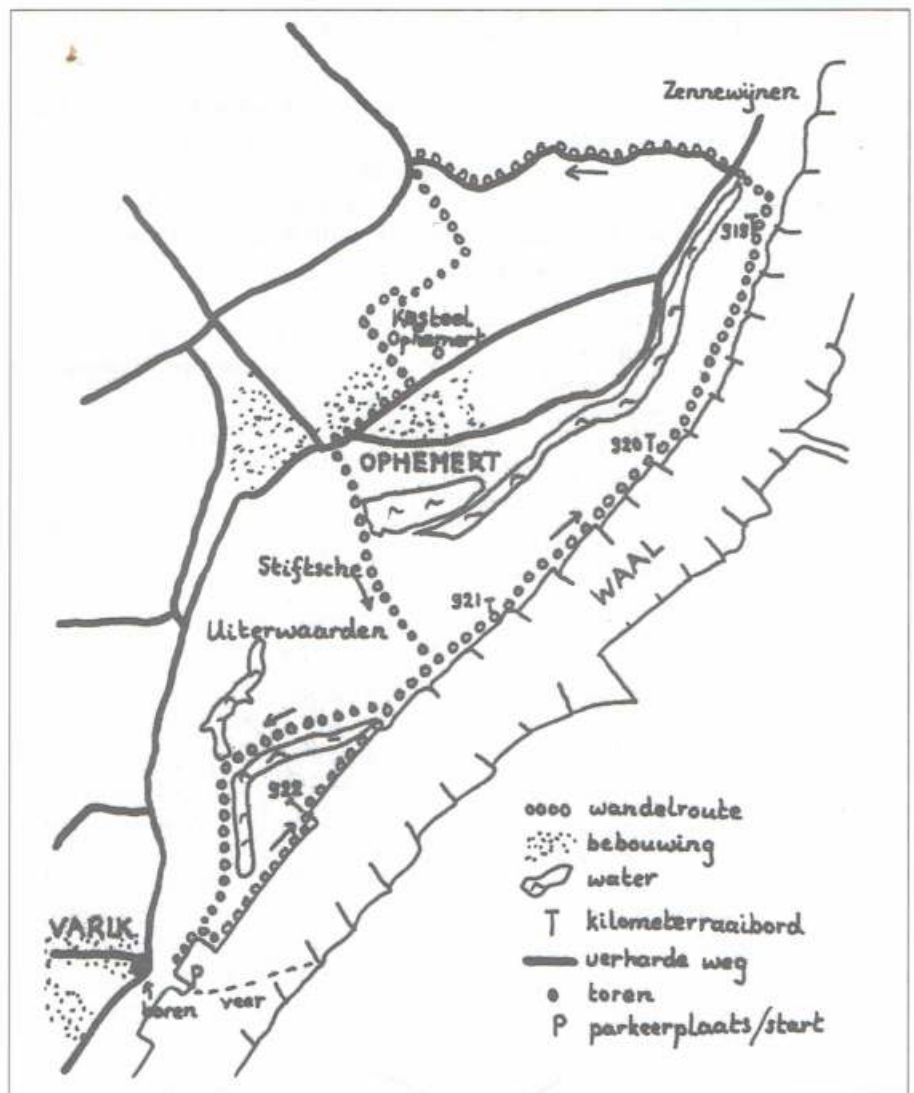 Zennewijnen
919
Kasteel
Ophemert
920
OPHEMERT
WAAL
Stiftsche
921
Uiterwaarden
922
VARIK
P
toren
veer
wandelroute
bebouwing
water
T kilometerraaibord
verharde weg
toren
P parkeerplaats/start